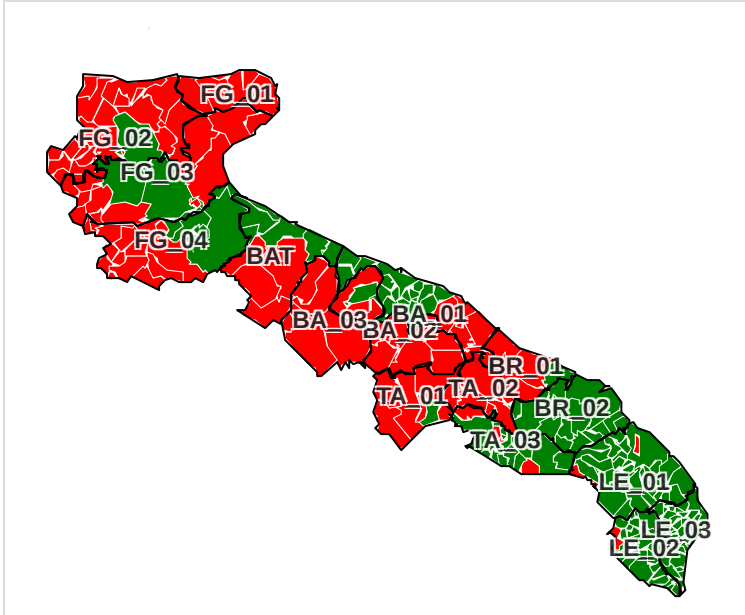 FG_01
FG_02
FG_03
FG_04
BAT
BA_01
BA_03
BA_02
BR_01
TA_02
TA_01
BR_02
TA_03
LE_01
LE_03
LE_02